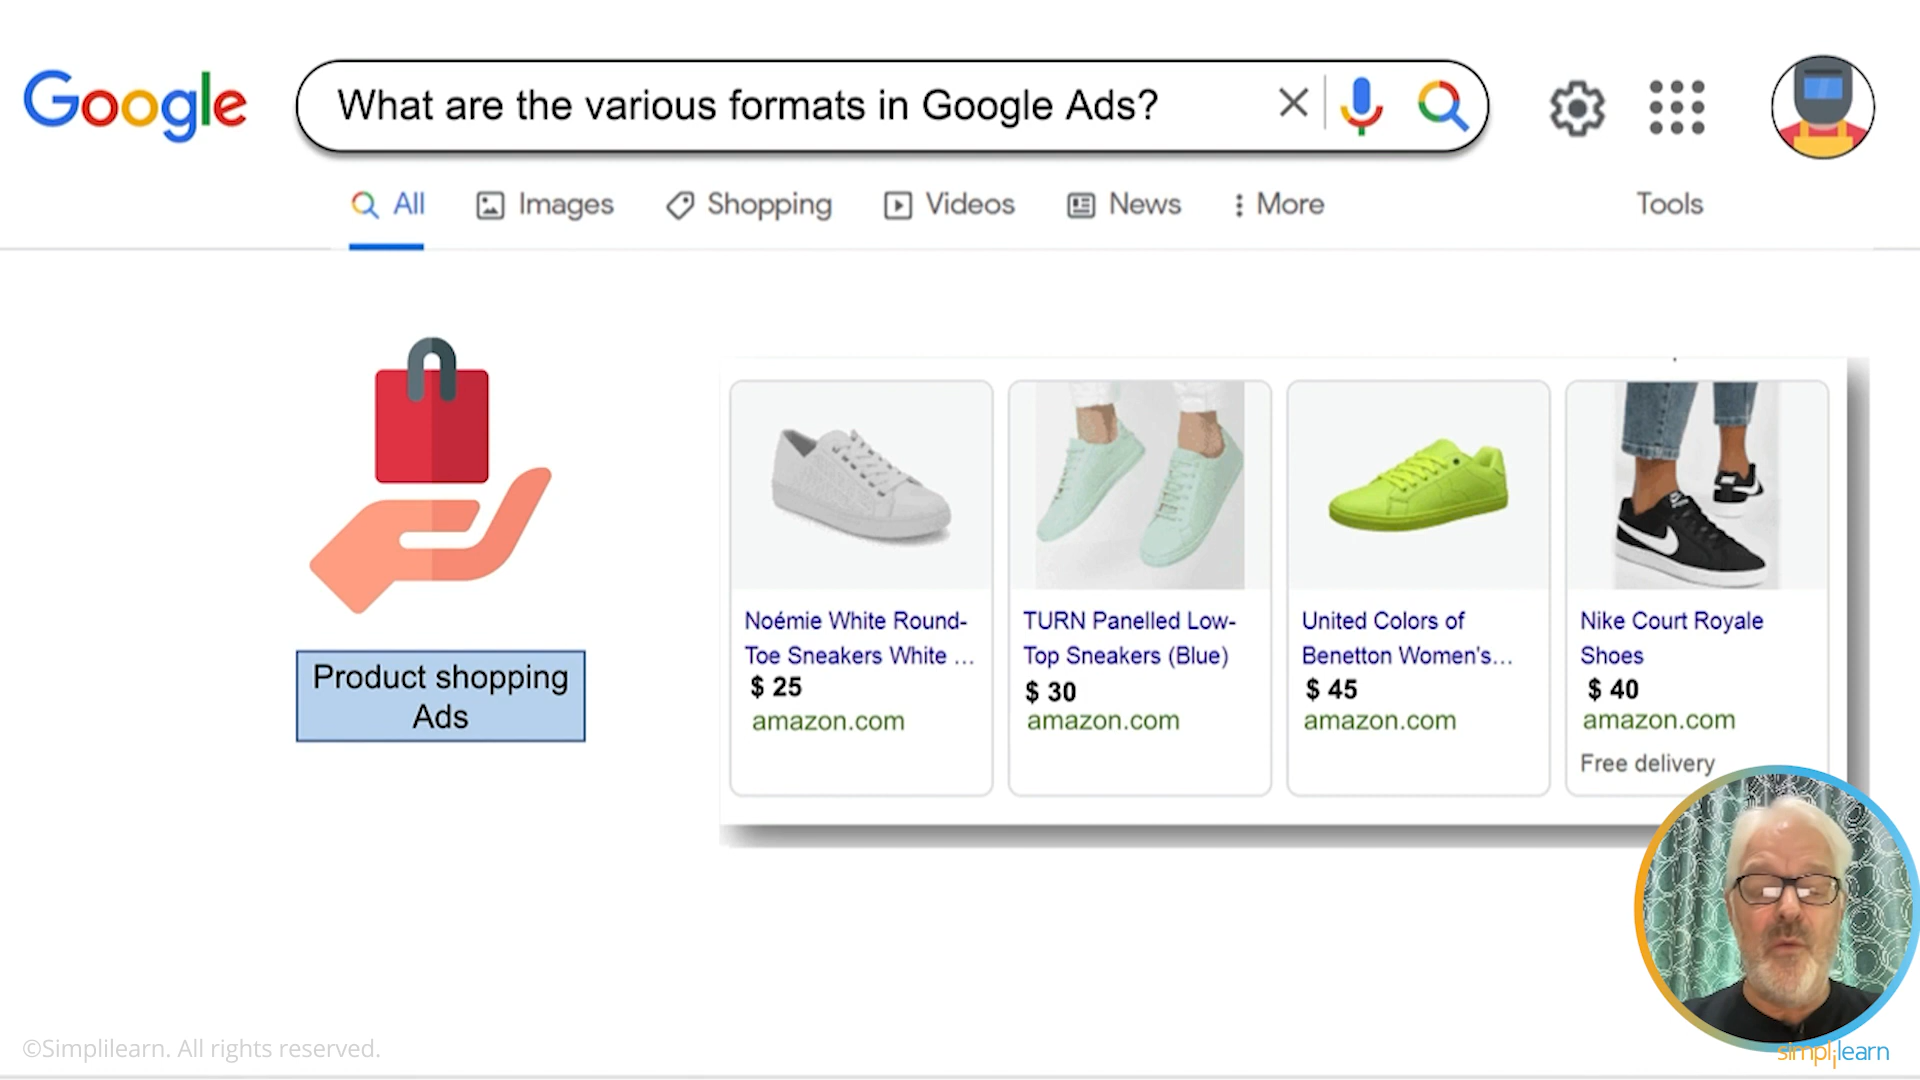 Google
What are the various formats in Google Ads?
All
Images
Shopping
Videos
News
More
Tools
Product shopping
Ads
Noémie White Round-
Toe Sneakers White ...
$ 25
amazon.com
TURN Panelled Low-
Top Sneakers (Blue)
$ 30
amazon.com
United Colors of
Benetton Women's...
$ 45
amazon.com
Nike Court Royale
Shoes
$ 40
amazon.com
Free delivery
©Simplilearn. All rights reserved.
simplilearn